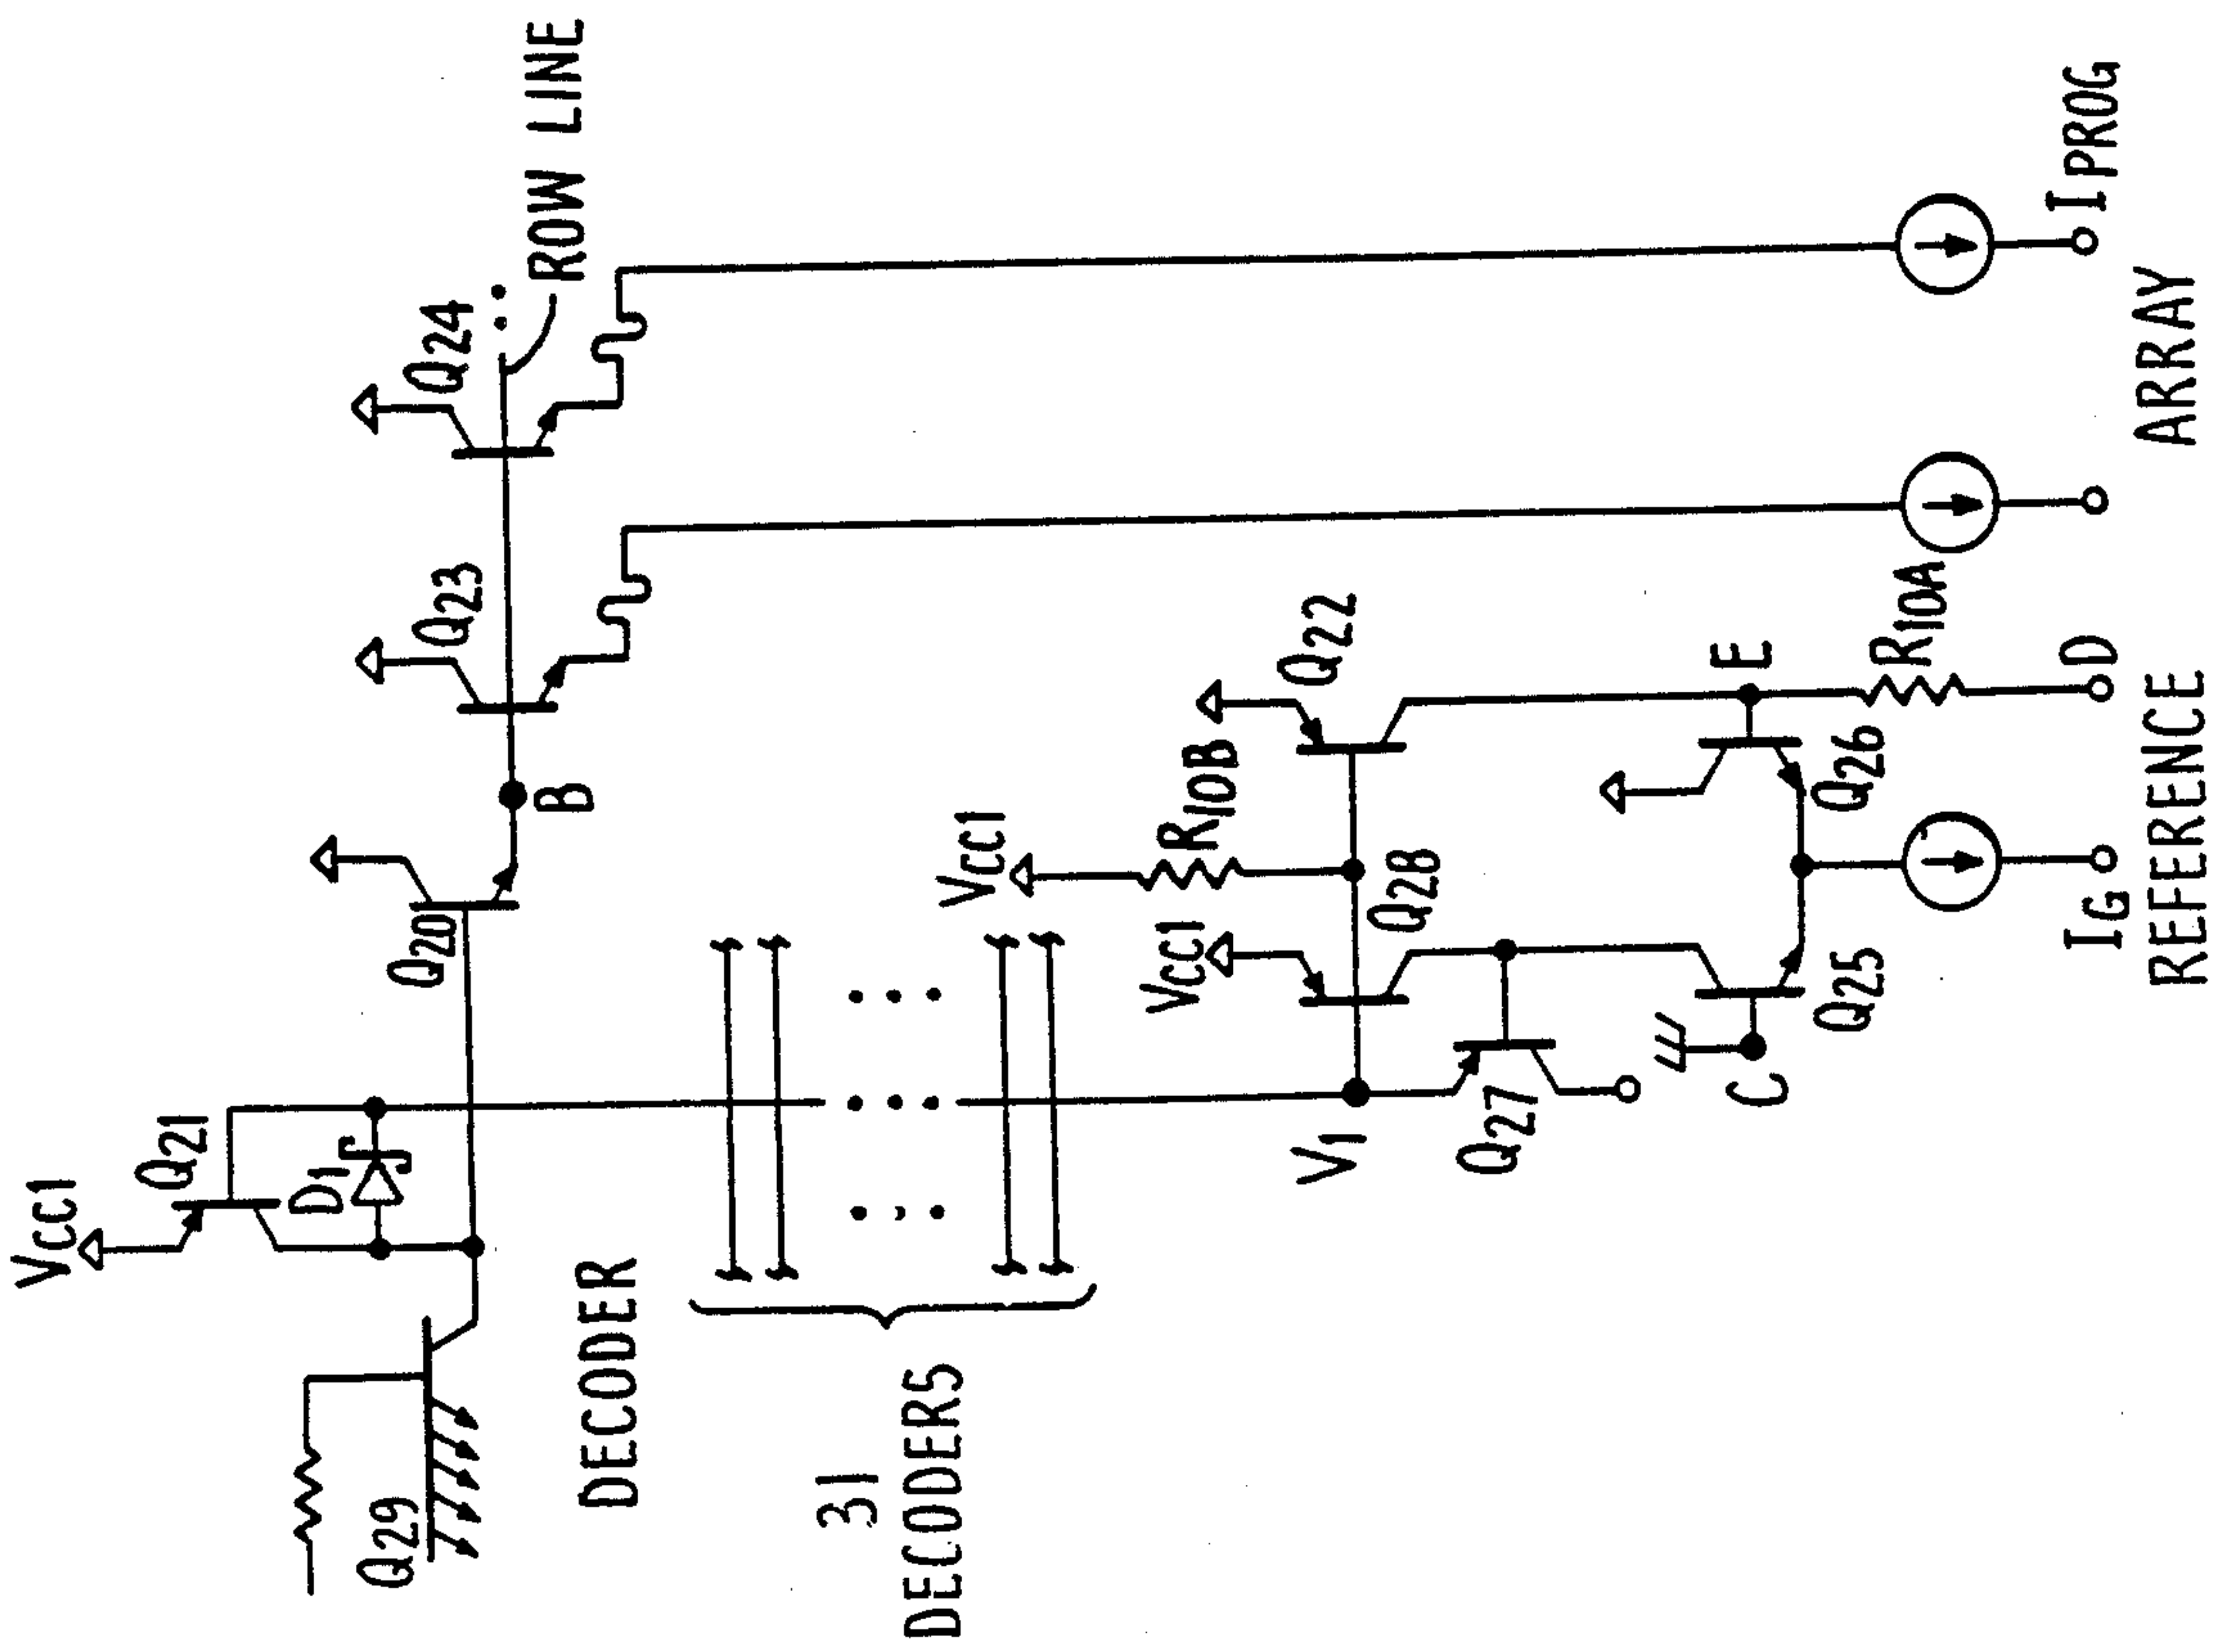 VCC1
Q21
D1
Q29
DECODER
31
DECODERS
Q20
B
Q23
Q24
ROW LINE
V1
VCC1
VCC1
R10B
Q28
Q22
Q27
C
Q25
Q26
E
R10A
D
IG
REFERENCE
IPROG
ARRAY